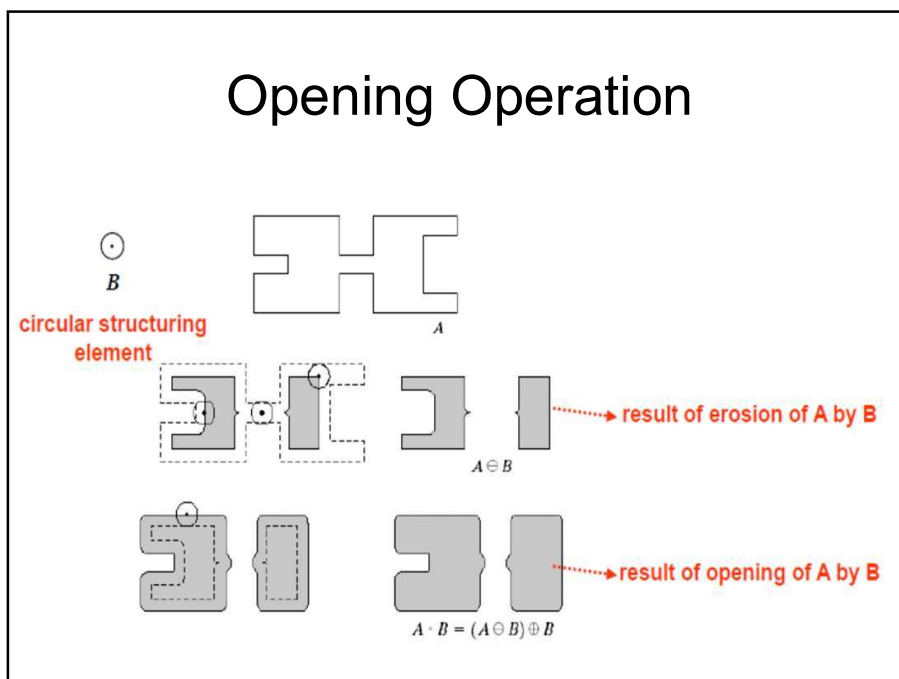 Opening Operation
B
circular structuring
element
A
A ⊖ B
result of erosion of A by B
A · B = (A ⊖ B) ⊕ B
result of opening of A by B